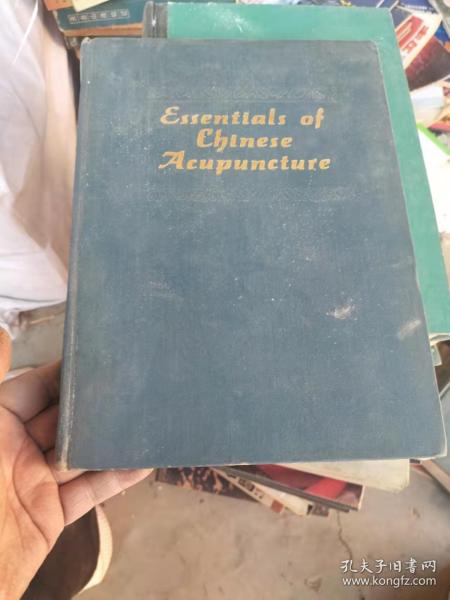 Essentials of
Chinese
Acupuncture
孔夫子旧书网
www.kongfz.com